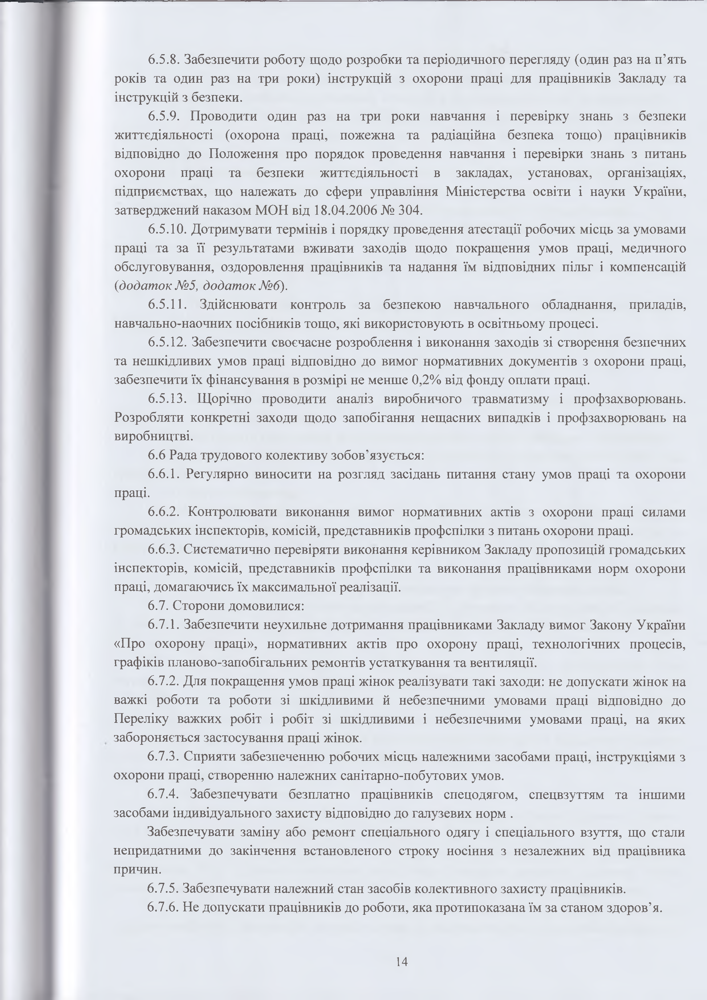 6.5.8. Забезпечити роботу щодо розробки та періодичного перегляду (один раз на п’ять
років та один раз на три роки) інструкцій з охорони праці для працівників Закладу та
інструкцій з безпеки.
6.5.9. Проводити один раз на три роки навчання і перевірку знань з безпеки
життєдіяльності (охорона праці, пожежна та радіаційна безпека тощо) працівників
відповідно до Положення про порядок проведення навчання і перевірки знань з питань
охорони праці та безпеки життєдіяльності в закладах, установах, організаціях,
підприємствах, що належать до сфери управління Міністерства освіти і науки України,
затверджений наказом МОН від 18.04.2006 № 304.
6.5.10. Дотримувати термінів і порядку проведення атестації робочих місць за умовами
праці та за її результатами вживати заходів щодо покращення умов праці, медичного
обслуговування, оздоровлення працівників та надання їм відповідних пільг і компенсацій
(додаток №5, додаток №6).
6.5.11. Здійснювати контроль за безпекою навчального обладнання, приладів,
навчально-наочних посібників тощо, які використовують в освітньому процесі.
6.5.12. Забезпечити своєчасне розроблення і виконання заходів зі створення безпечних
та нешкідливих умов праці відповідно до вимог нормативних документів з охорони праці,
забезпечити їх фінансування в розмірі не менше 0,2% від фонду оплати праці.
6.5.13. Щорічно проводити аналіз виробничого травматизму і профзахворювань.
Розробляти конкретні заходи щодо запобігання нещасних випадків і профзахворювань на
виробництві.
6.6 Рада трудового колективу зобов’язується:
6.6.1. Регулярно виносити на розгляд засідань питання стану умов праці та охорони
праці.
6.6.2. Контролювати виконання вимог нормативних актів з охорони праці силами
громадських інспекторів, комісій, представників профспілки з питань охорони праці.
6.6.3. Систематично перевіряти виконання керівником Закладу пропозицій громадських
інспекторів, комісій, представників профспілки та виконання працівниками норм охорони
праці, домагаючись їх максимальної реалізації.
6.7. Сторони домовилися:
6.7.1. Забезпечити неухильне дотримання працівниками Закладу вимог Закону України
«Про охорону праці», нормативних актів про охорону праці, технологічних процесів,
графіків планово-запобігальних ремонтів устаткування та вентиляції.
6.7.2. Для покращення умов праці жінок реалізувати такі заходи: не допускати жінок на
важкі роботи та роботи зі шкідливими й небезпечними умовами праці відповідно до
Переліку важких робіт і робіт зі шкідливими і небезпечними умовами праці, на яких
забороняється застосування праці жінок.
6.7.3. Сприяти забезпеченню робочих місць належними засобами праці, інструкціями з
охорони праці, створенню належних санітарно-побутових умов.
6.7.4. Забезпечувати безплатно працівників спецодягом, спецвзуттям та іншими
засобами індивідуального захисту відповідно до галузевих норм .
Забезпечувати заміну або ремонт спеціального одягу і спеціального взуття, що стали
непридатними до закінчення встановленого строку носіння з незалежних від працівника
причин.
6.7.5. Забезпечувати належний стан засобів колективного захисту працівників.
6.7.6. Не допускати працівників до роботи, яка протипоказана їм за станом здоров’я.
14